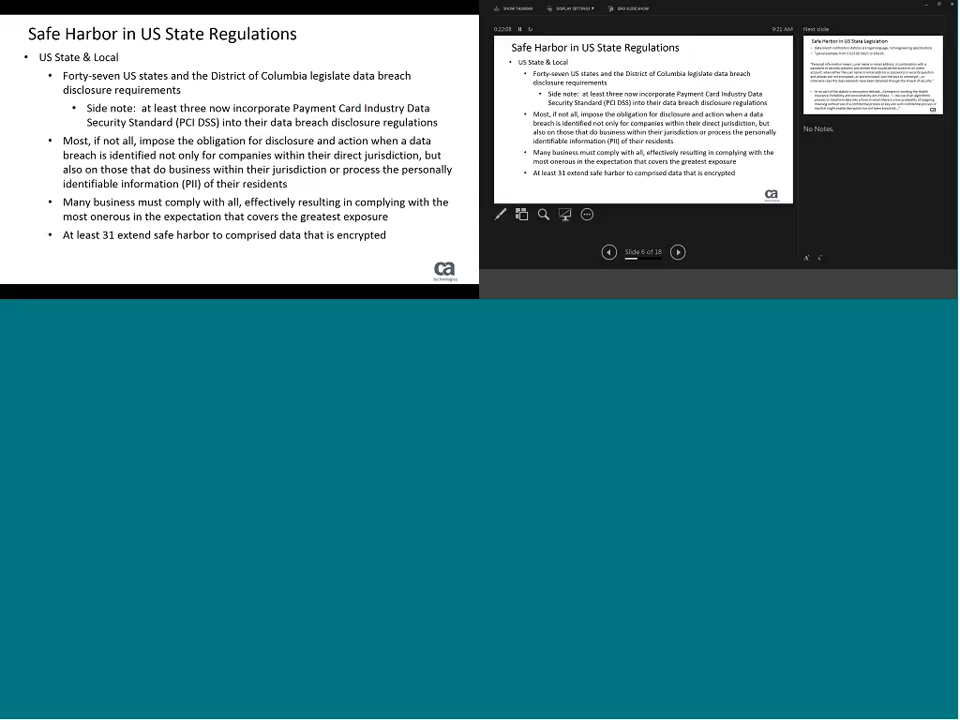 Safe Harbor in US State Regulations
• US State & Local
• Forty-seven US states and the District of Columbia legislate data breach
disclosure requirements
• Side note: at least three now incorporate Payment Card Industry Data
Security Standard (PCI DSS) into their data breach disclosure regulations
• Most, if not all, impose the obligation for disclosure and action when a data
breach is identified not only for companies within their direct jurisdiction, but
also on those that do business within their jurisdiction or process the personally
identifiable information (PII) of their residents
• Many business must comply with all, effectively resulting in complying with the
most onerous in the expectation that covers the greatest exposure
• At least 31 extend safe harbor to comprised data that is encrypted
ca
technologies
SHOW TASKBAR
DISPLAY SETTINGS ▼
END SLIDE SHOW
0:22:08
9:21 AM
Safe Harbor in US State Regulations
• US State & Local
• Forty-seven US states and the District of Columbia legislate data breach
disclosure requirements
• Side note: at least three now incorporate Payment Card Industry Data
Security Standard (PCI DSS) into their data breach disclosure regulations
• Most, if not all, impose the obligation for disclosure and action when a data
breach is identified not only for companies within their direct jurisdiction, but
also on those that do business within their jurisdiction or process the personally
identifiable information (PII) of their residents
• Many business must comply with all, effectively resulting in complying with the
most onerous in the expectation that covers the greatest exposure
• At least 31 extend safe harbor to comprised data that is encrypted
ca
Slide 6 of 18
Next slide
Safe Harbor in US State Legislation
ca
No Notes.